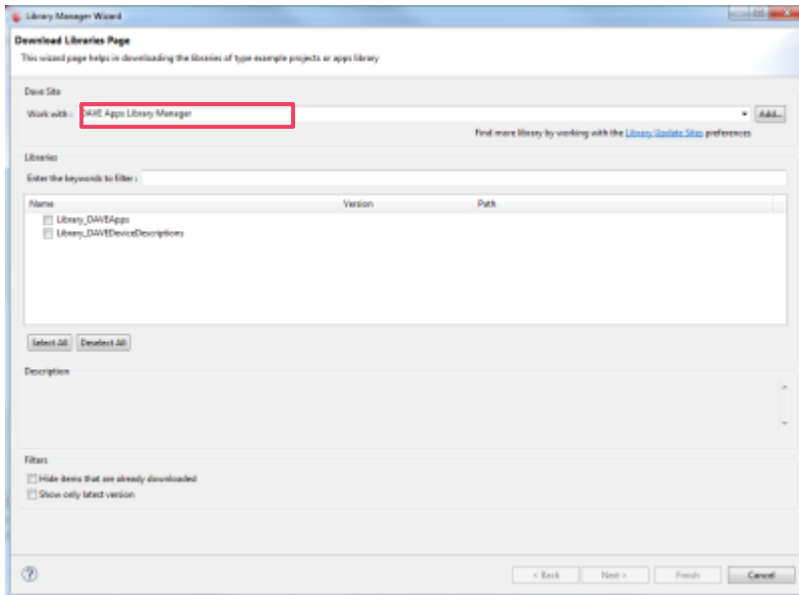 Library Manager Wizard
Download Libraries Page
This wizard page helps in downloading the libraries of type example projects or apps library
Dave Site
Work with : DAVE Apps Library Manager
Add...
Find more library by working with the Library Update Sites preferences
Libraries
Enter the keywords to filter :
Name Version Path
Library_DAVEApps
Library_DAVEDeviceDescriptions
Select All Deselect All
Description
Filters
Hide items that are already downloaded
Show only latest version
< Back Next > Finish Cancel